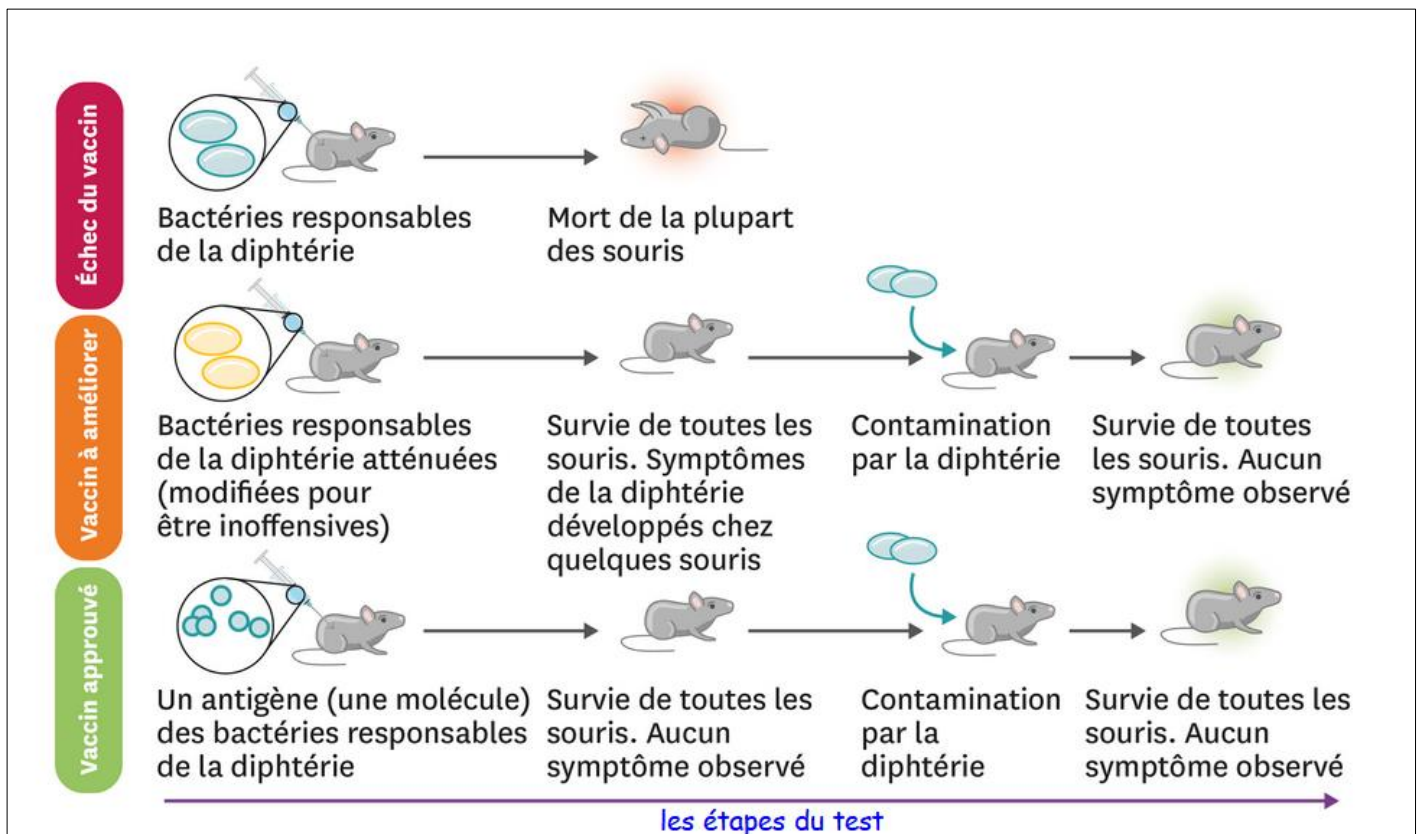 Échec du vaccin
Bactéries responsables
de la diphtérie
Mort de la plupart
des souris
Vaccin à améliorer
Bactéries responsables
de la diphtérie atténuées
(modifiées pour
être inoffensives)
Survie de toutes les
souris. Symptômes
de la diphtérie
développés chez
quelques souris
Contamination
par la diphtérie
Survie de toutes
les souris. Aucun
symptôme observé
Vaccin approuvé
Un antigène (une molécule)
des bactéries responsables
de la diphtérie
Survie de toutes les
souris. Aucun
symptôme observé
Contamination
par la
diphtérie
Survie de toutes les
souris. Aucun
symptôme observé
les étapes du test